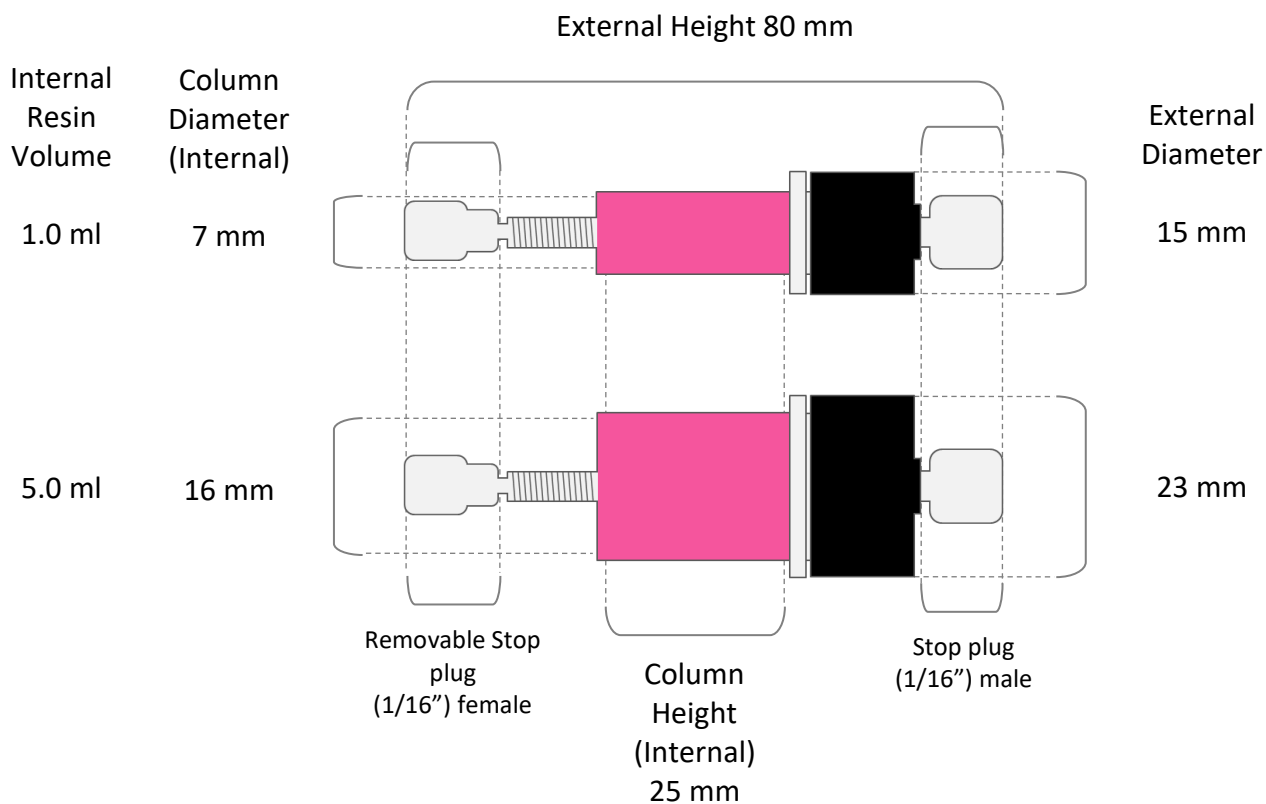 External Height 80 mm
Internal
Resin
Volume
Column
Diameter
(Internal)
External
Diameter
1.0 ml
7 mm
15 mm
5.0 ml
16 mm
23 mm
Removable Stop
plug
(1/16”) female
Column
Height
(Internal)
25 mm
Stop plug
(1/16”) male